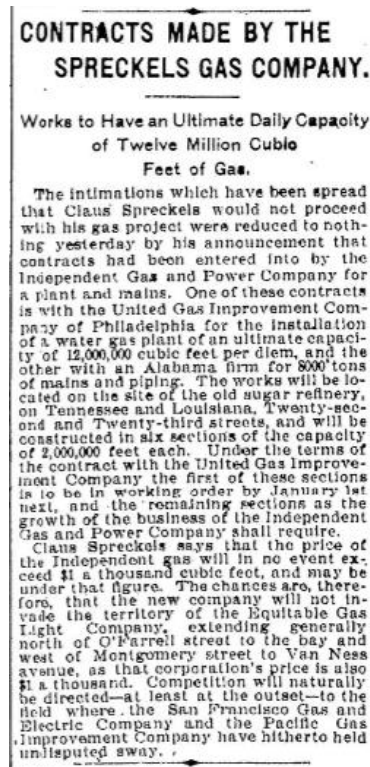 CONTRACTS MADE BY THE
SPRECKELS GAS COMPANY.
Works to Have an Ultimate Daily Capacity
of Twelve Million Cubic
Feet of Gas.
The intimations which have been spread
that Claus Spreckels would not proceed
with his gas project were reduced to noth-
ing yesterday by his announcement that
contracts had been entered into by the
Independent Gas and Power Company for
a plant and mains. One of these contracts
is with the United Gas Improvement Com-
pany of Philadelphia for the installation
of a water gas plant of an ultimate capaci-
ty of 12,000,000 cubic feet per diem, and the
other with an Alabama firm for 8000 tons
of mains and piping. The works will be lo-
cated on the site of the old sugar refinery,
on Tennessee and Louisiana, Twenty-sec-
ond and Twenty-third streets, and will be
constructed in six sections of the capacity
of 2,000,000 feet each. Under the terms of
the contract with the United Gas Improve-
ment Company the first of these sections
is to be in working order by January 1st
next, and the remaining sections as the
growth of the business of the Independent
Gas and Power Company shall require.
Claus Spreckels says that the price of
the Independent gas will in no event ex-
ceed $1 a thousand cubic feet, and may be
under that figure. The chances are, there-
fore, that the new company will not in-
vade the territory of the Equitable Gas
Light Company, extending generally
north of O'Farrell street to the bay and
west of Montgomery street to Van Ness
avenue, as that corporation's price is also
$1 a thousand. Competition will naturally
be directed—at least at the outset—to the
field where the San Francisco Gas and
Electric Company and the Pacific Gas
Improvement Company have hitherto held
undisputed sway.